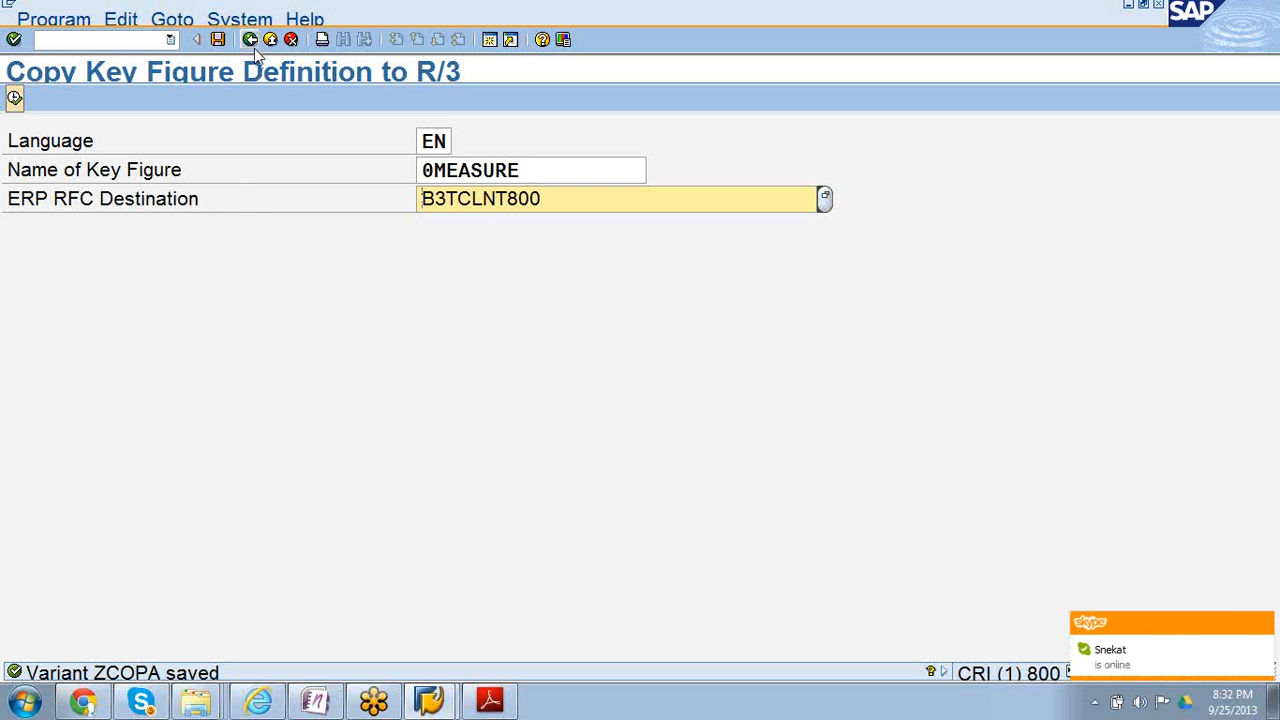 Program Edit Goto System Help
SAP
Copy Key Figure Definition to R/3
Language EN
Name of Key Figure 0MEASURE
ERP RFC Destination B3TCLNT800
skype
Snekat
is online
Variant ZCOPA saved
CRI (1) 800
8:32 PM
9/25/2013